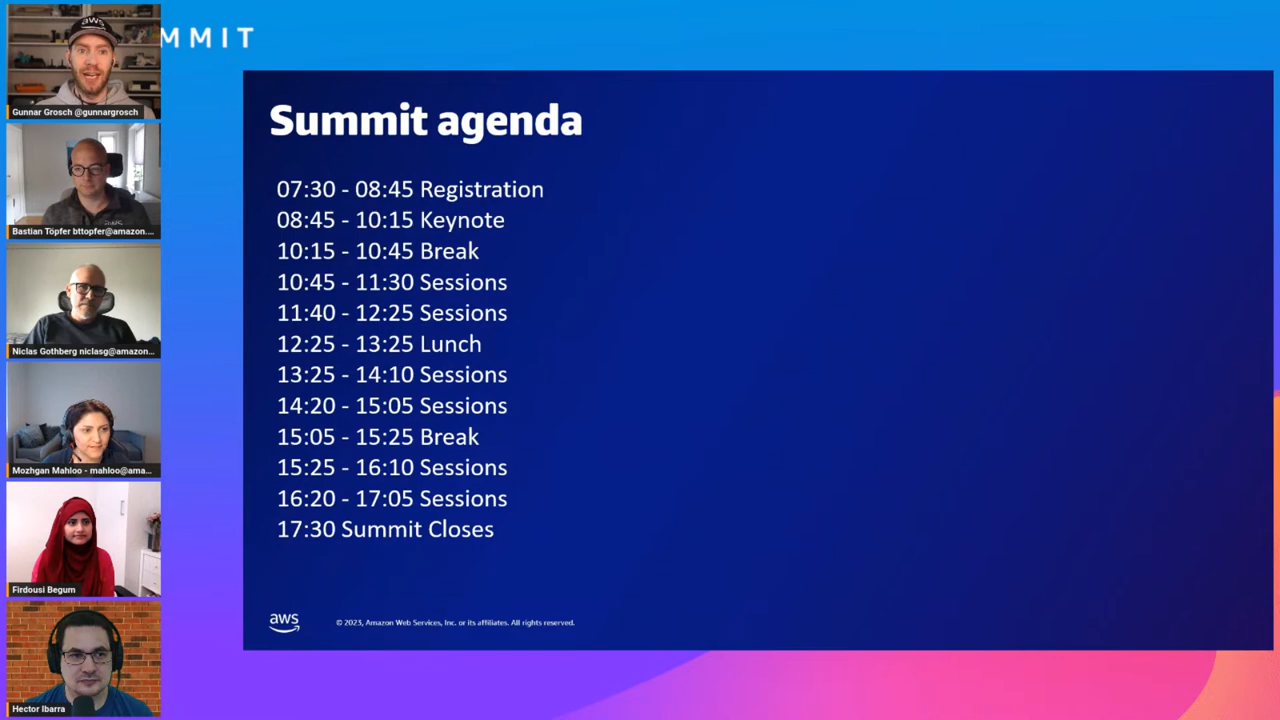 aws
MMIT
Gunnar Grosch @gunnargrosch
Bastian Töpfer bttopfer@amazon....
Niclas Gothberg niclasg@amazon...
Mozhgan Mahloo - mahloo@ama...
Firdousi Begum
Hector Ibarra
Summit agenda
07:30 - 08:45 Registration
08:45 - 10:15 Keynote
10:15 - 10:45 Break
10:45 - 11:30 Sessions
11:40 - 12:25 Sessions
12:25 - 13:25 Lunch
13:25 - 14:10 Sessions
14:20 - 15:05 Sessions
15:05 - 15:25 Break
15:25 - 16:10 Sessions
16:20 - 17:05 Sessions
17:30 Summit Closes
aws
© 2023, Amazon Web Services, Inc. or its affiliates. All rights reserved.